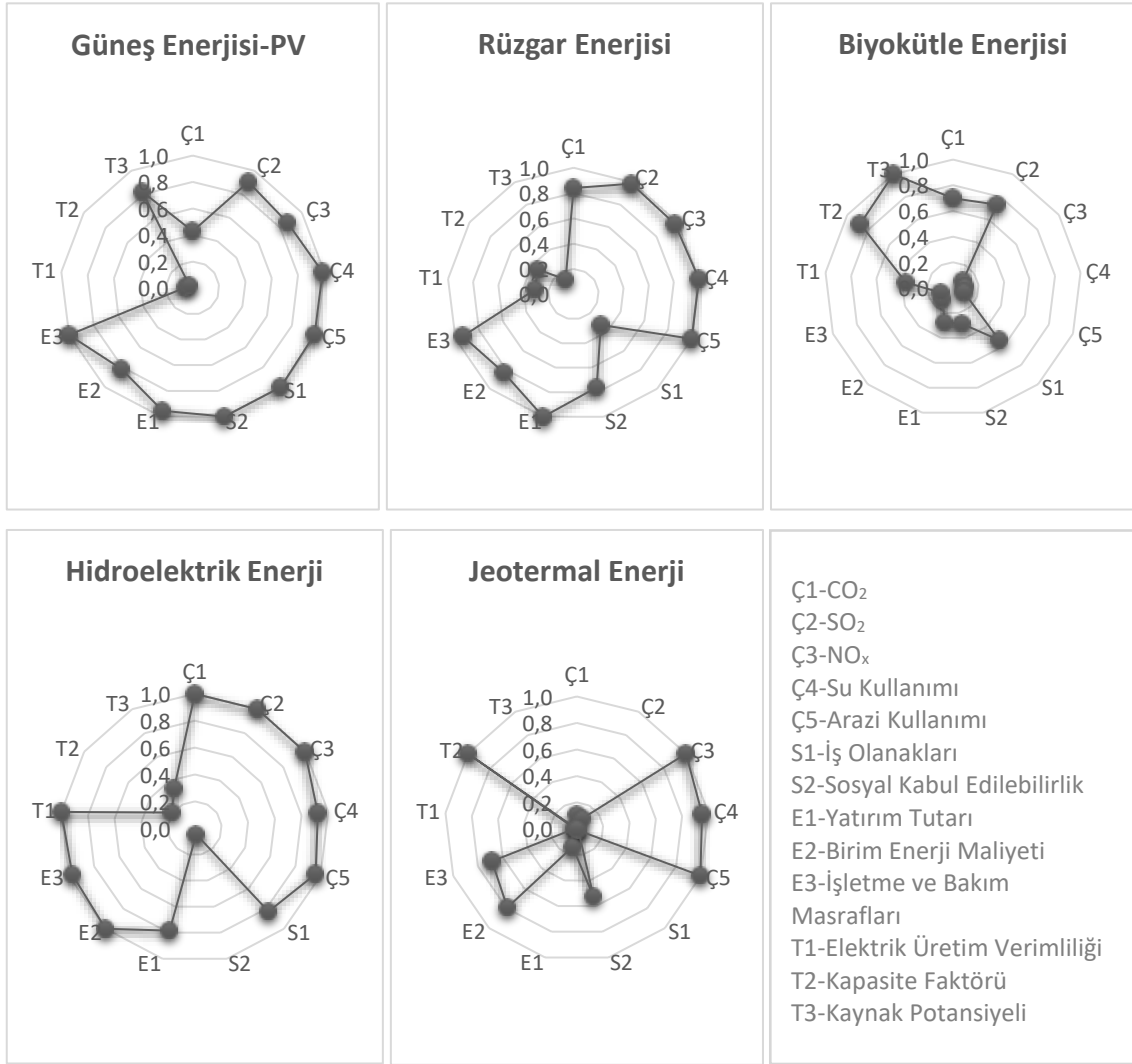 Güneş Enerjisi-PV
Ç1
Ç2
Ç3
Ç4
Ç5
S1
S2
E1
E2
E3
T1
T2
T3
1,0
0,8
0,6
0,4
0,2
0,0
Rüzgar Enerjisi
Ç1
Ç2
Ç3
Ç4
Ç5
S1
S2
E1
E2
E3
T1
T2
T3
1,0
0,8
0,6
0,4
0,2
0,0
Biyokütle Enerjisi
Ç1
Ç2
Ç3
Ç4
Ç5
S1
S2
E1
E2
E3
T1
T2
T3
1,0
0,8
0,6
0,4
0,2
0,0
Hidroelektrik Enerji
Ç1
Ç2
Ç3
Ç4
Ç5
S1
S2
E1
E2
E3
T1
T2
T3
1,0
0,8
0,6
0,4
0,2
0,0
Jeotermal Enerji
Ç1
Ç2
Ç3
Ç4
Ç5
S1
S2
E1
E2
E3
T1
T2
T3
1,0
0,8
0,6
0,4
0,2
0,0
Ç1-CO₂
Ç2-SO₂
Ç3-NOₓ
Ç4-Su Kullanımı
Ç5-Arazi Kullanımı
S1-İş Olanakları
S2-Sosyal Kabul Edilebilirlik
E1-Yatırım Tutarı
E2-Birim Enerji Maliyeti
E3-İşletme ve Bakım
Masrafları
T1-Elektrik Üretim Verimliliği
T2-Kapasite Faktörü
T3-Kaynak Potansiyeli